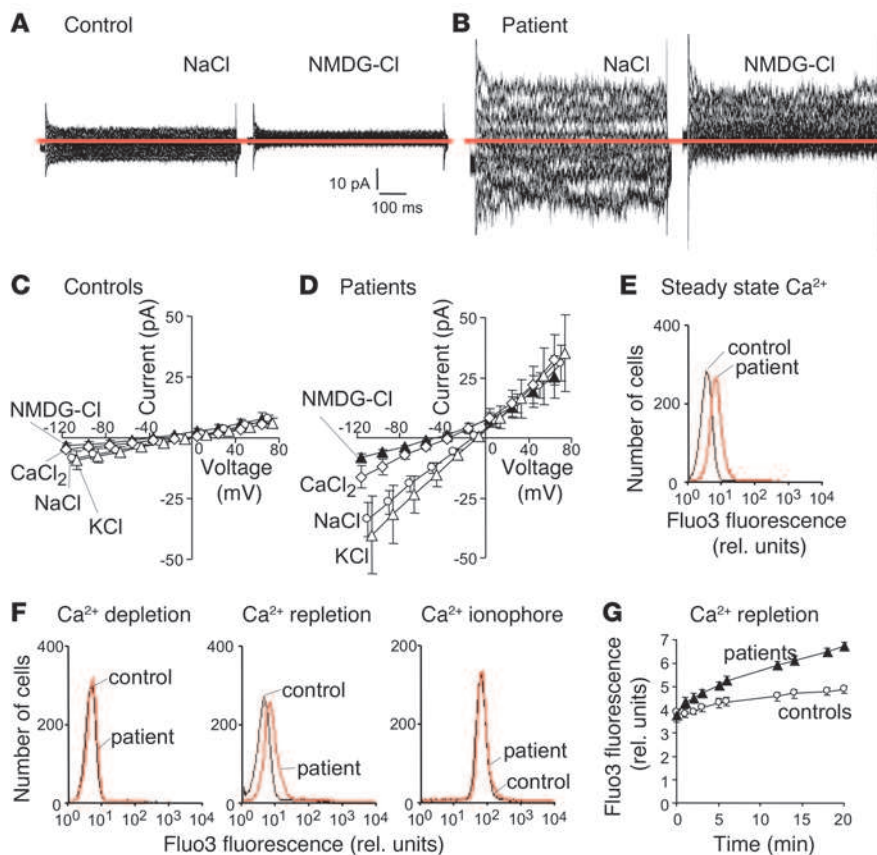 A Control
NaCl NMDG-Cl
10 pA
100 ms
B Patient
NaCl NMDG-Cl
C Controls
Current (pA)
50
25
-120 -80 -40 40 80
-25
-50
Voltage
(mV)
NMDG-Cl
CaCl2
NaCl
KCl
D Patients
Current (pA)
50
25
-120 -80 -40 40 80
-25
-50
Voltage
(mV)
NMDG-Cl
CaCl2
NaCl
KCl
E Steady state Ca2+
Number of cells
400
200
0
control
patient
10^0 10^1 10^2 10^3 10^4
Fluo3 fluorescence
(rel. units)
F Ca2+ depletion
Number of cells
400
200
0
control
patient
10^0 10^1 10^2 10^3 10^4
Ca2+ repletion
400
200
0
control
patient
10^0 10^1 10^2 10^3 10^4
Ca2+ ionophore
200
100
0
patient
control
10^0 10^1 10^2 10^3 10^4
Fluo3 fluorescence (rel. units)
G Ca2+ repletion
Fluo3 fluorescence
(rel. units)
7
6
5
4
3
2
1
0
patients
controls
0 5 10 15 20
Time (min)